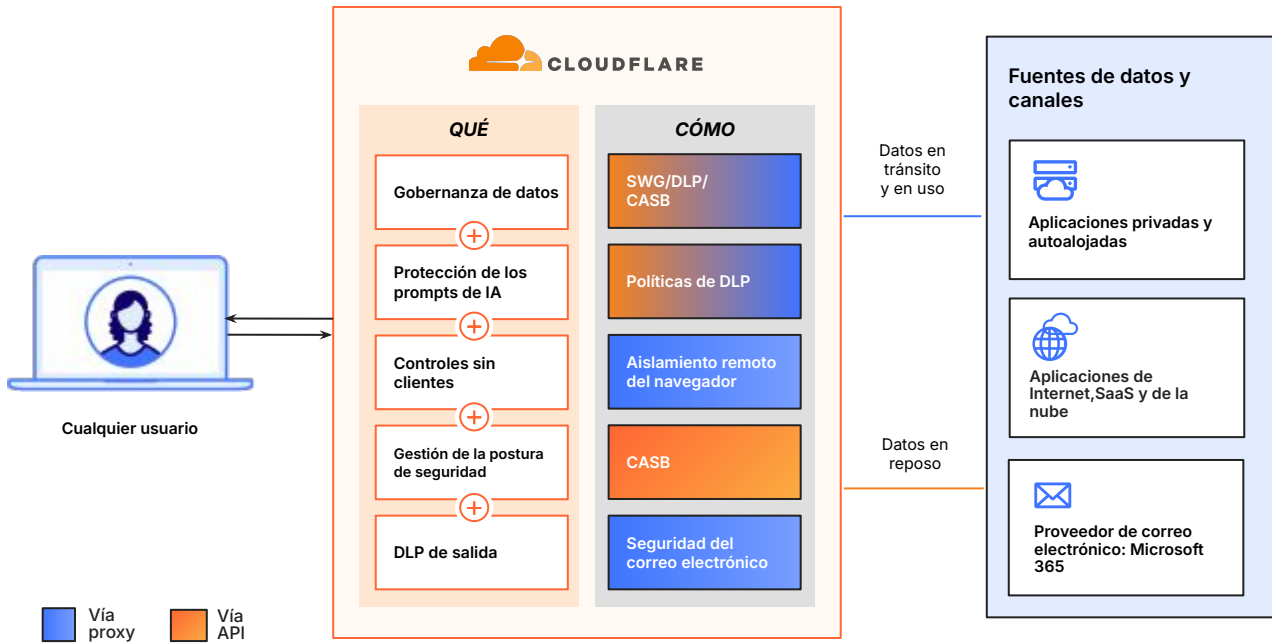 CLOUDFLARE
QUÉ
Gobernanza de datos
Protección de los
prompts de IA
Controles sin
clientes
Gestión de la postura
de seguridad
DLP de salida
CÓMO
SWG/DLP/
CASB
Políticas de DLP
Aislamiento remoto
del navegador
CASB
Seguridad del
correo electrónico
Cualquier usuario
Vía
proxy
Vía
API
Datos en
tránsito
y en uso
Datos en
reposo
Fuentes de datos y
canales
Aplicaciones privadas y
autoalojadas
Aplicaciones de
Internet,SaaS y de la
nube
Proveedor de correo
electrónico: Microsoft
365